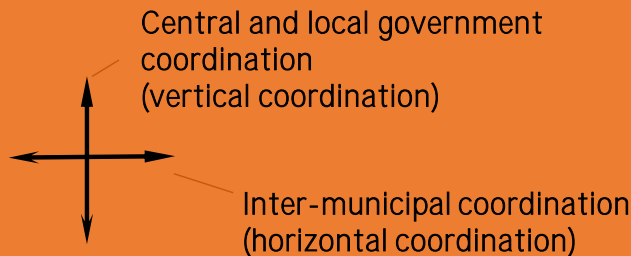 Central and local government
coordination
(vertical coordination)
Inter-municipal coordination
(horizontal coordination)